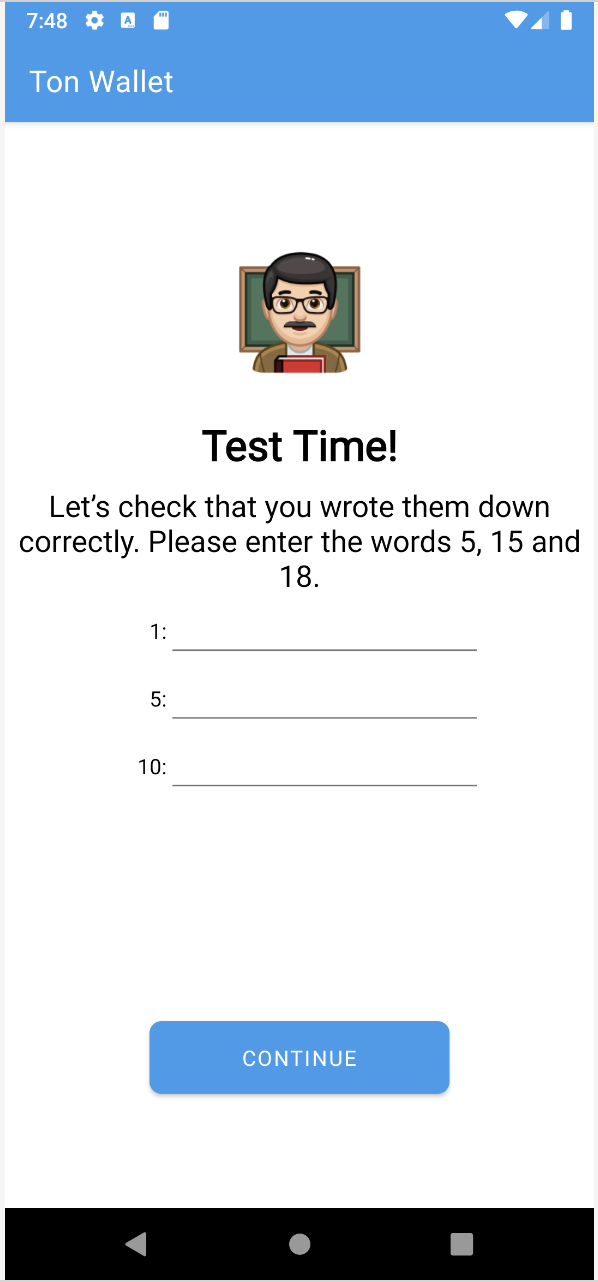 7:48
Ton Wallet
Test Time!
Let’s check that you wrote them down
correctly. Please enter the words 5, 15 and
18.
1:
5:
10:
CONTINUE